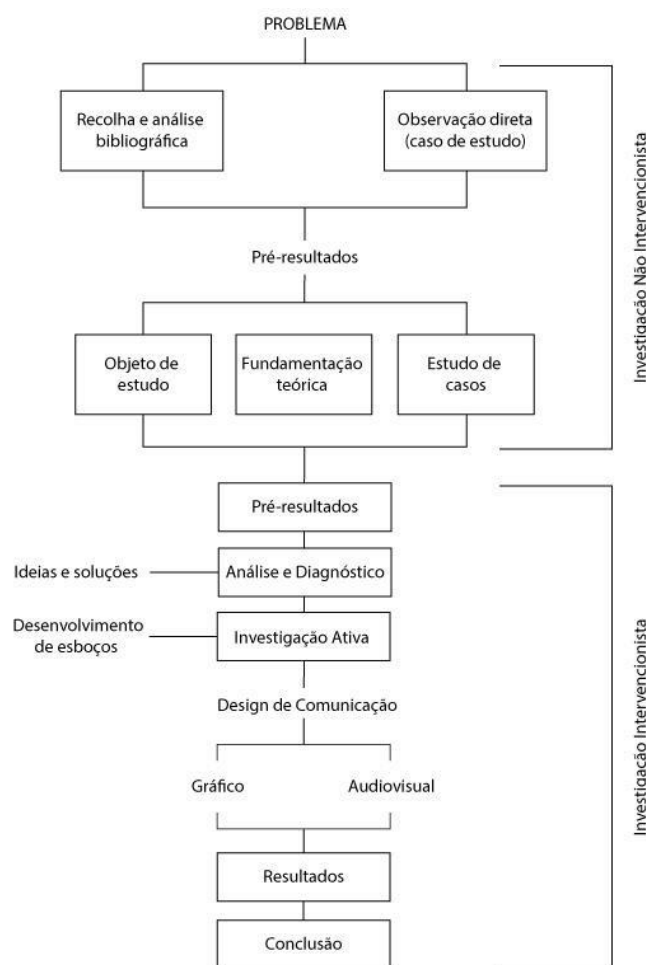 PROBLEMA
Recolha e análise
bibliográfica
Observação direta
(caso de estudo)
Pré-resultados
Objeto de
estudo
Fundamentação
teórica
Estudo de
casos
Investigação Não Intervencionista
Pré-resultados
Ideias e soluções
Análise e Diagnóstico
Desenvolvimento
de esboços
Investigação Ativa
Design de Comunicação
Gráfico
Audiovisual
Resultados
Conclusão
Investigação Intervencionista